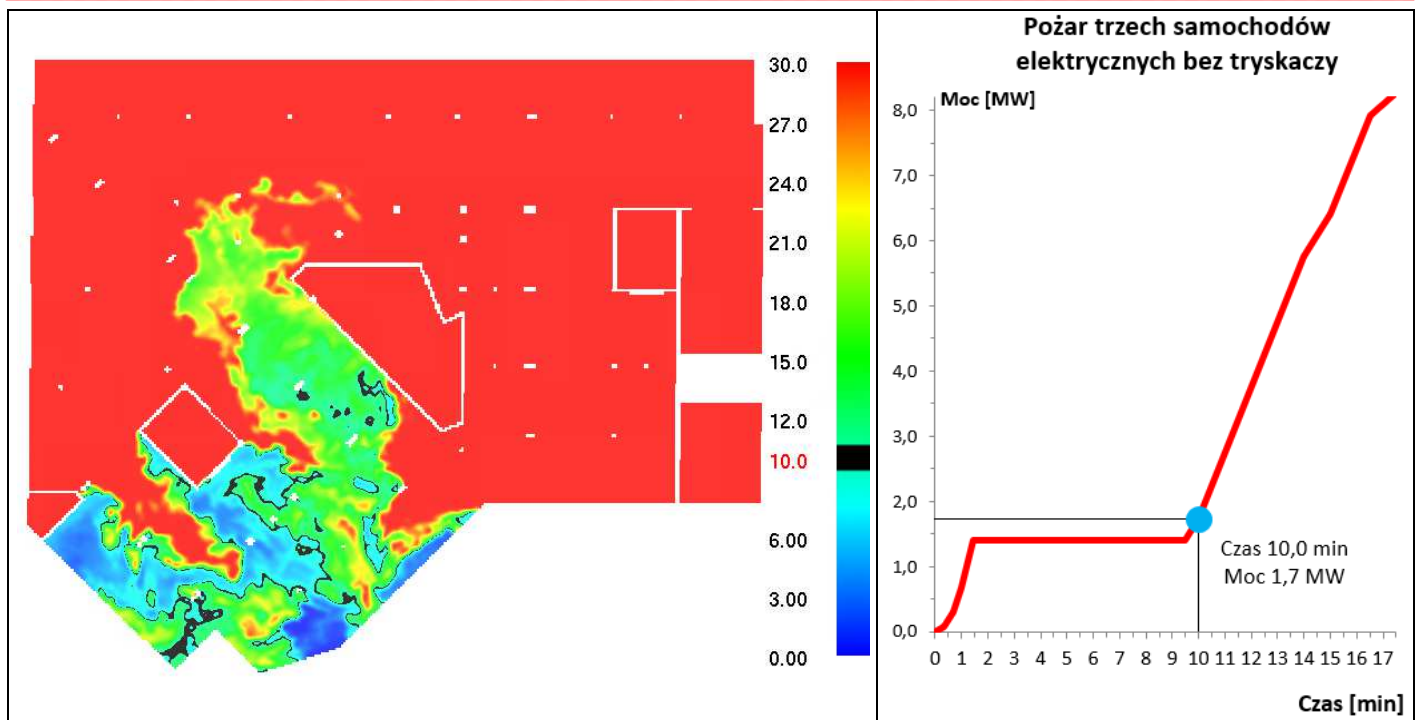 30.0
27.0
24.0
21.0
18.0
15.0
12.0
10.0
6.00
3.00
0.00
Pożar trzech samochodów
elektrycznych bez tryskaczy
Moc [MW]
8,0
7,0
6,0
5,0
4,0
3,0
2,0
1,0
0,0
Czas 10,0 min
Moc 1,7 MW
0 1 2 3 4 5 6 7 8 9 10 11 12 13 14 15 16 17
Czas [min]